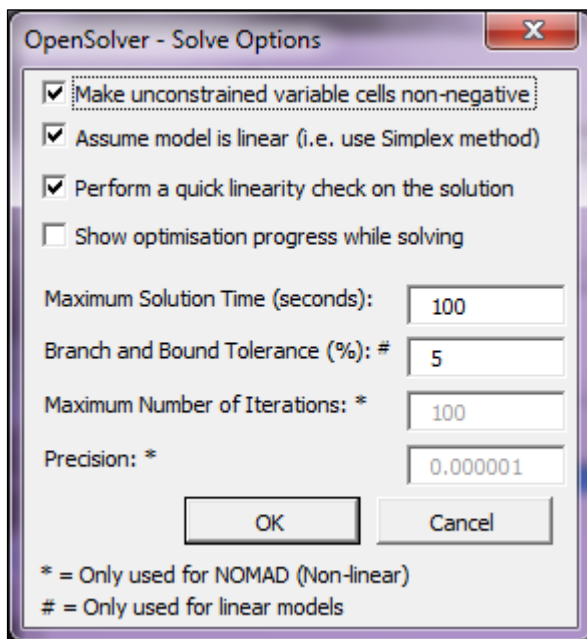 OpenSolver - Solve Options
Make unconstrained variable cells non-negative
Assume model is linear (i.e. use Simplex method)
Perform a quick linearity check on the solution
Show optimisation progress while solving
Maximum Solution Time (seconds): 100
Branch and Bound Tolerance (%): # 5
Maximum Number of Iterations: * 100
Precision: * 0.000001
OK Cancel
* = Only used for NOMAD (Non-linear)
# = Only used for linear models